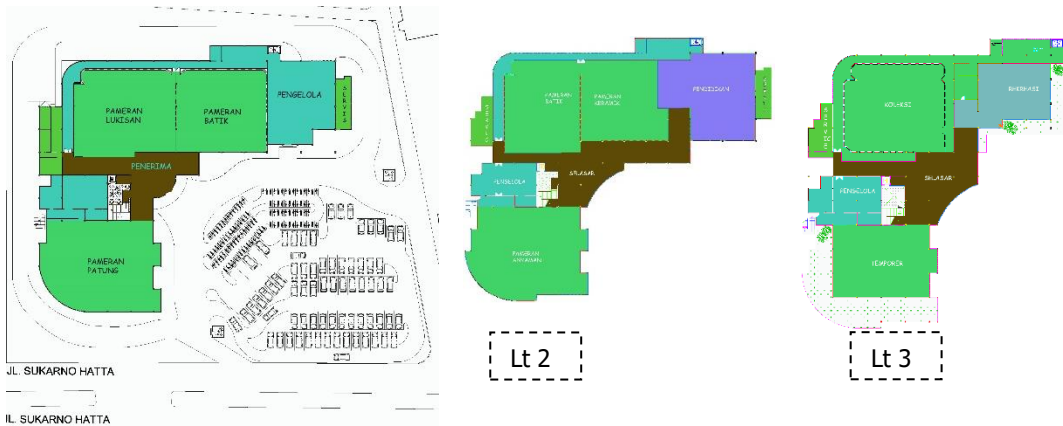 PAMERAN
LUKISAN
PAMERAN
BATIK
PENGELOLA
SERVIS
PENERIMA
PAMERAN
PATUNG
JL. SUKARNO HATTA
JL. SUKARNO HATTA
PAMERAN
BATIK
PAMERAN
KERAMIK
PENDIDIKAN
PENGELOLA
SELASAR
PAMERAN
ANYAMAN
Lt 2
KOLEKSI
SELASAR
PENGELOLA
TEMPORER
Lt 3